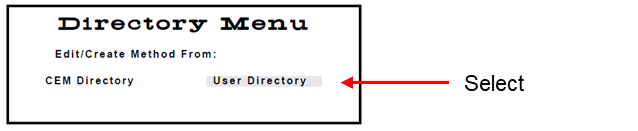 Directory Menu
Edit/Create Method From:
CEM Directory User Directory Select